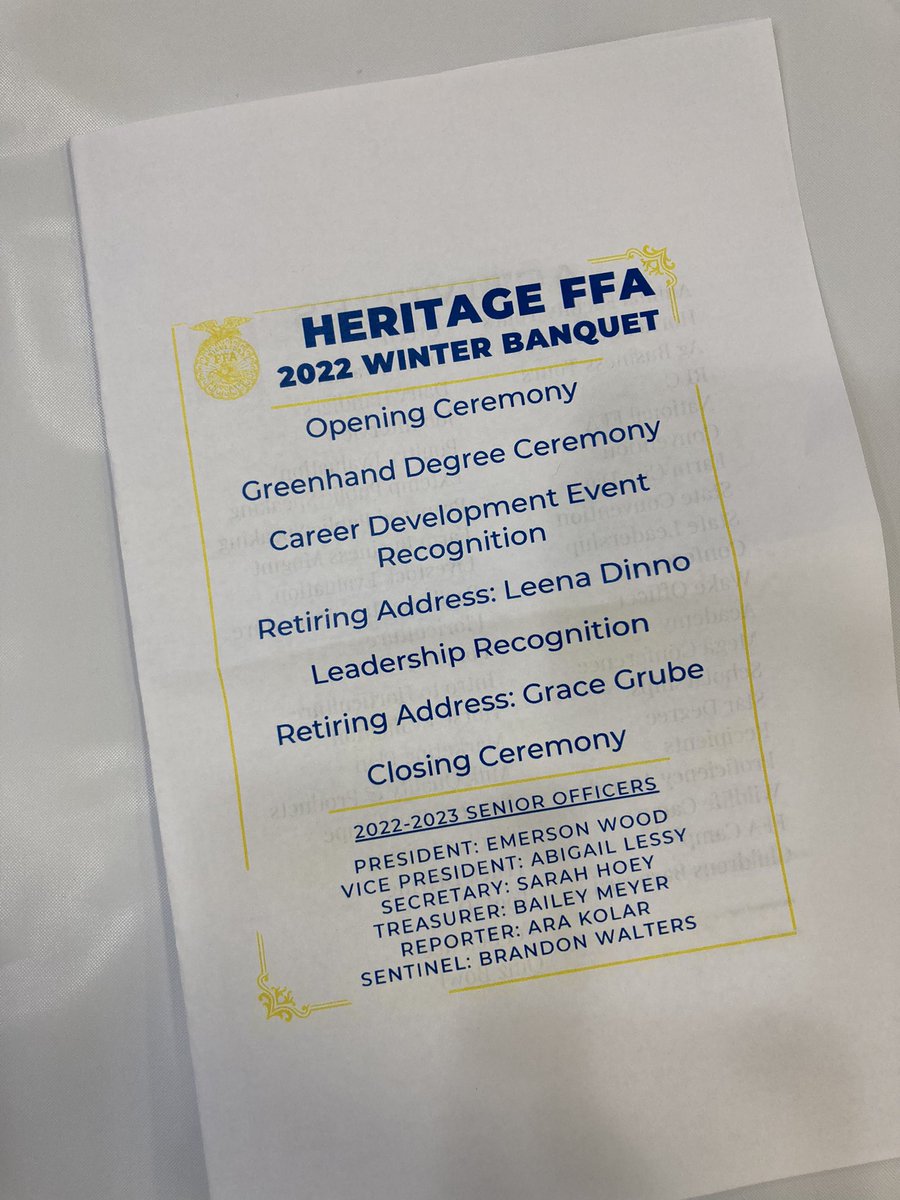 HERITAGE FFA
2022 WINTER BANQUET
FFA
Opening Ceremony
Greenhand Degree Ceremony
Career Development Event
Recognition
Retiring Address: Leena Dinno
Leadership Recognition
Retiring Address: Grace Grube
Closing Ceremony
2022-2023 SENIOR OFFICERS
PRESIDENT: EMERSON WOOD
VICE PRESIDENT: ABIGAIL LESSY
SECRETARY: SARAH HOEY
TREASURER: BAILEY MEYER
REPORTER: ARA KOLAR
SENTINEL: BRANDON WALTERS